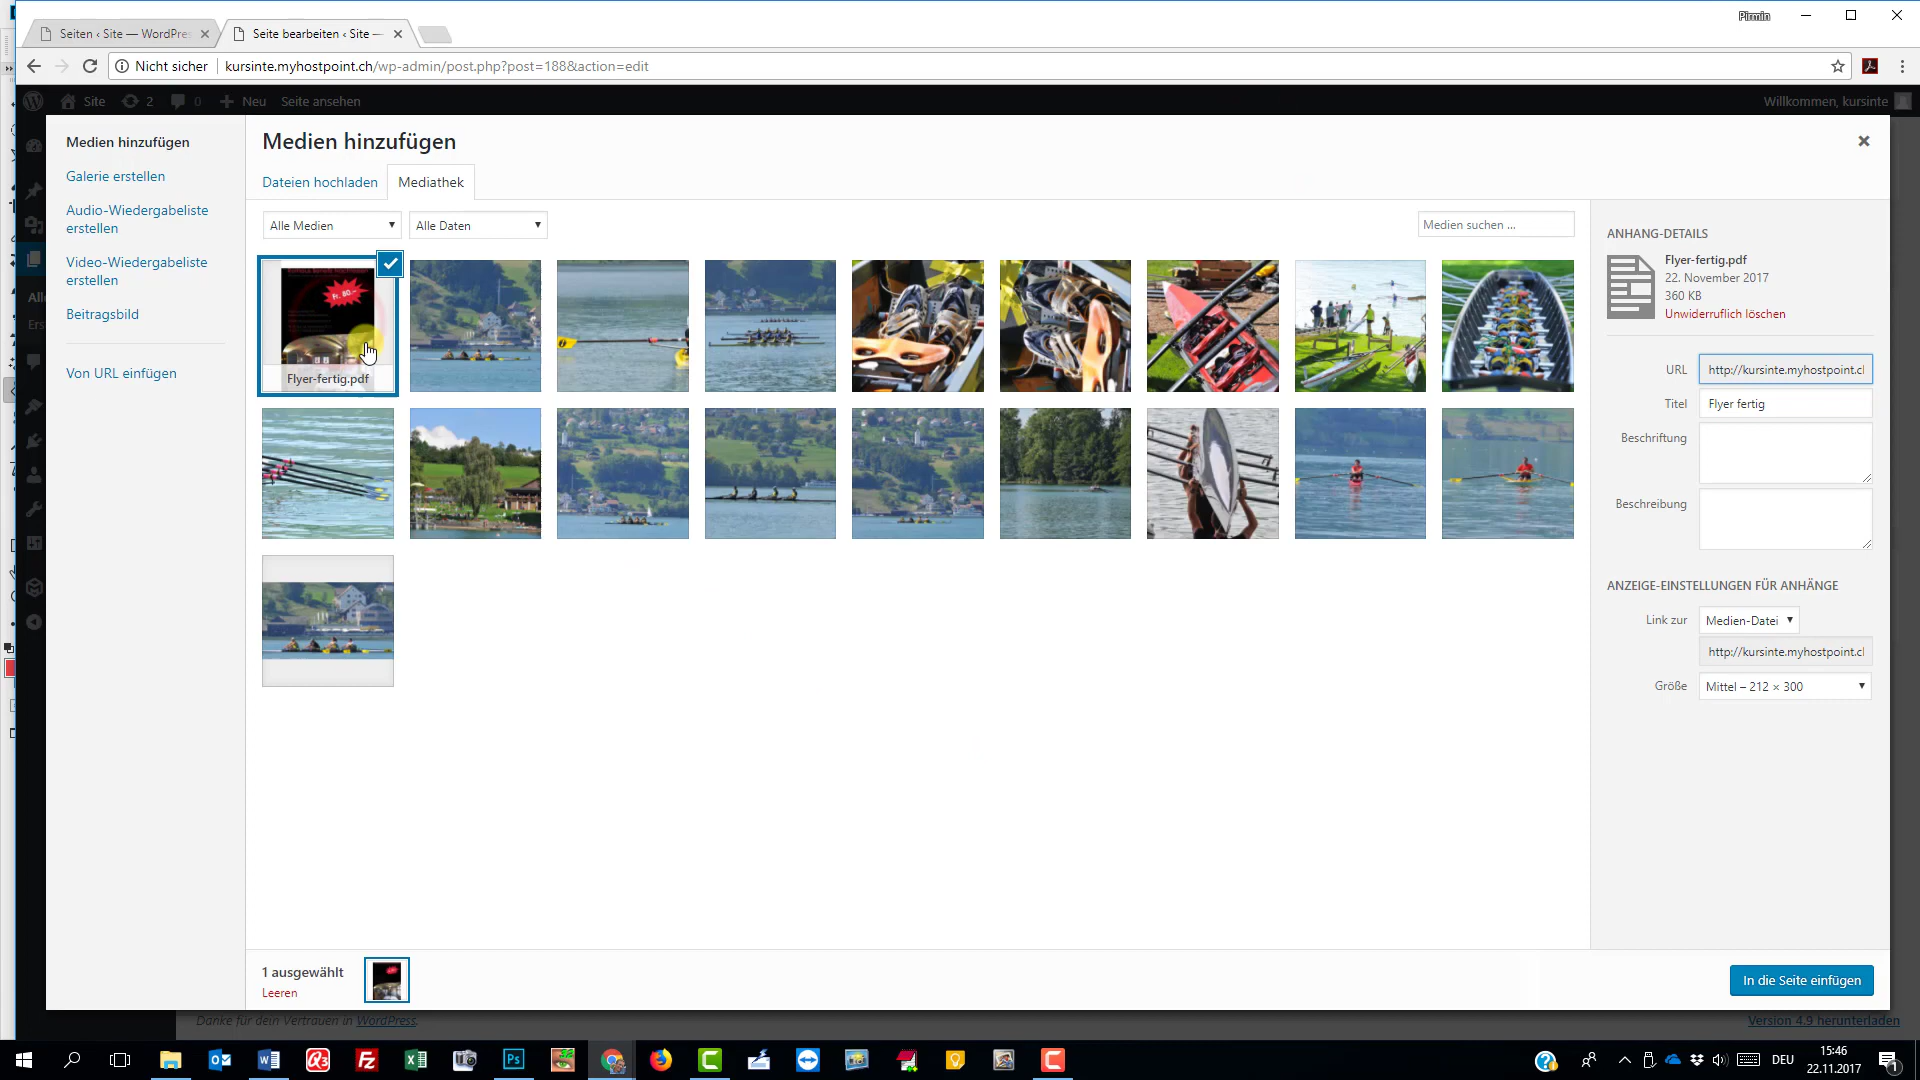 Pirmin
Seiten ‹ Site — WordPres
Seite bearbeiten ‹ Site —
Nicht sicher
kursinte.myhostpoint.ch/wp-admin/post.php?post=188&action=edit
Site
2
0
Neu
Seite ansehen
Willkommen, kursinte
Medien hinzufügen
Galerie erstellen
Audio-Wiedergabeliste
erstellen
Video-Wiedergabeliste
erstellen
Beitragsbild
Von URL einfügen
Medien hinzufügen
Dateien hochladen
Mediathek
Alle Medien
Alle Daten
Medien suchen ...
Fr. 80.–
Flyer-fertig.pdf
ANHANG-DETAILS
Flyer-fertig.pdf
22. November 2017
360 KB
Unwiderruflich löschen
URL
http://kursinte.myhostpoint.cl
Titel
Flyer fertig
Beschriftung
Beschreibung
ANZEIGE-EINSTELLUNGEN FÜR ANHÄNGE
Link zur
Medien-Datei
http://kursinte.myhostpoint.cl
Größe
Mittel – 212 × 300
1 ausgewählt
Leeren
In die Seite einfügen
Danke für dein Vertrauen in WordPress.
Version 4.9 herunterladen
DEU
15:46
22.11.2017
1